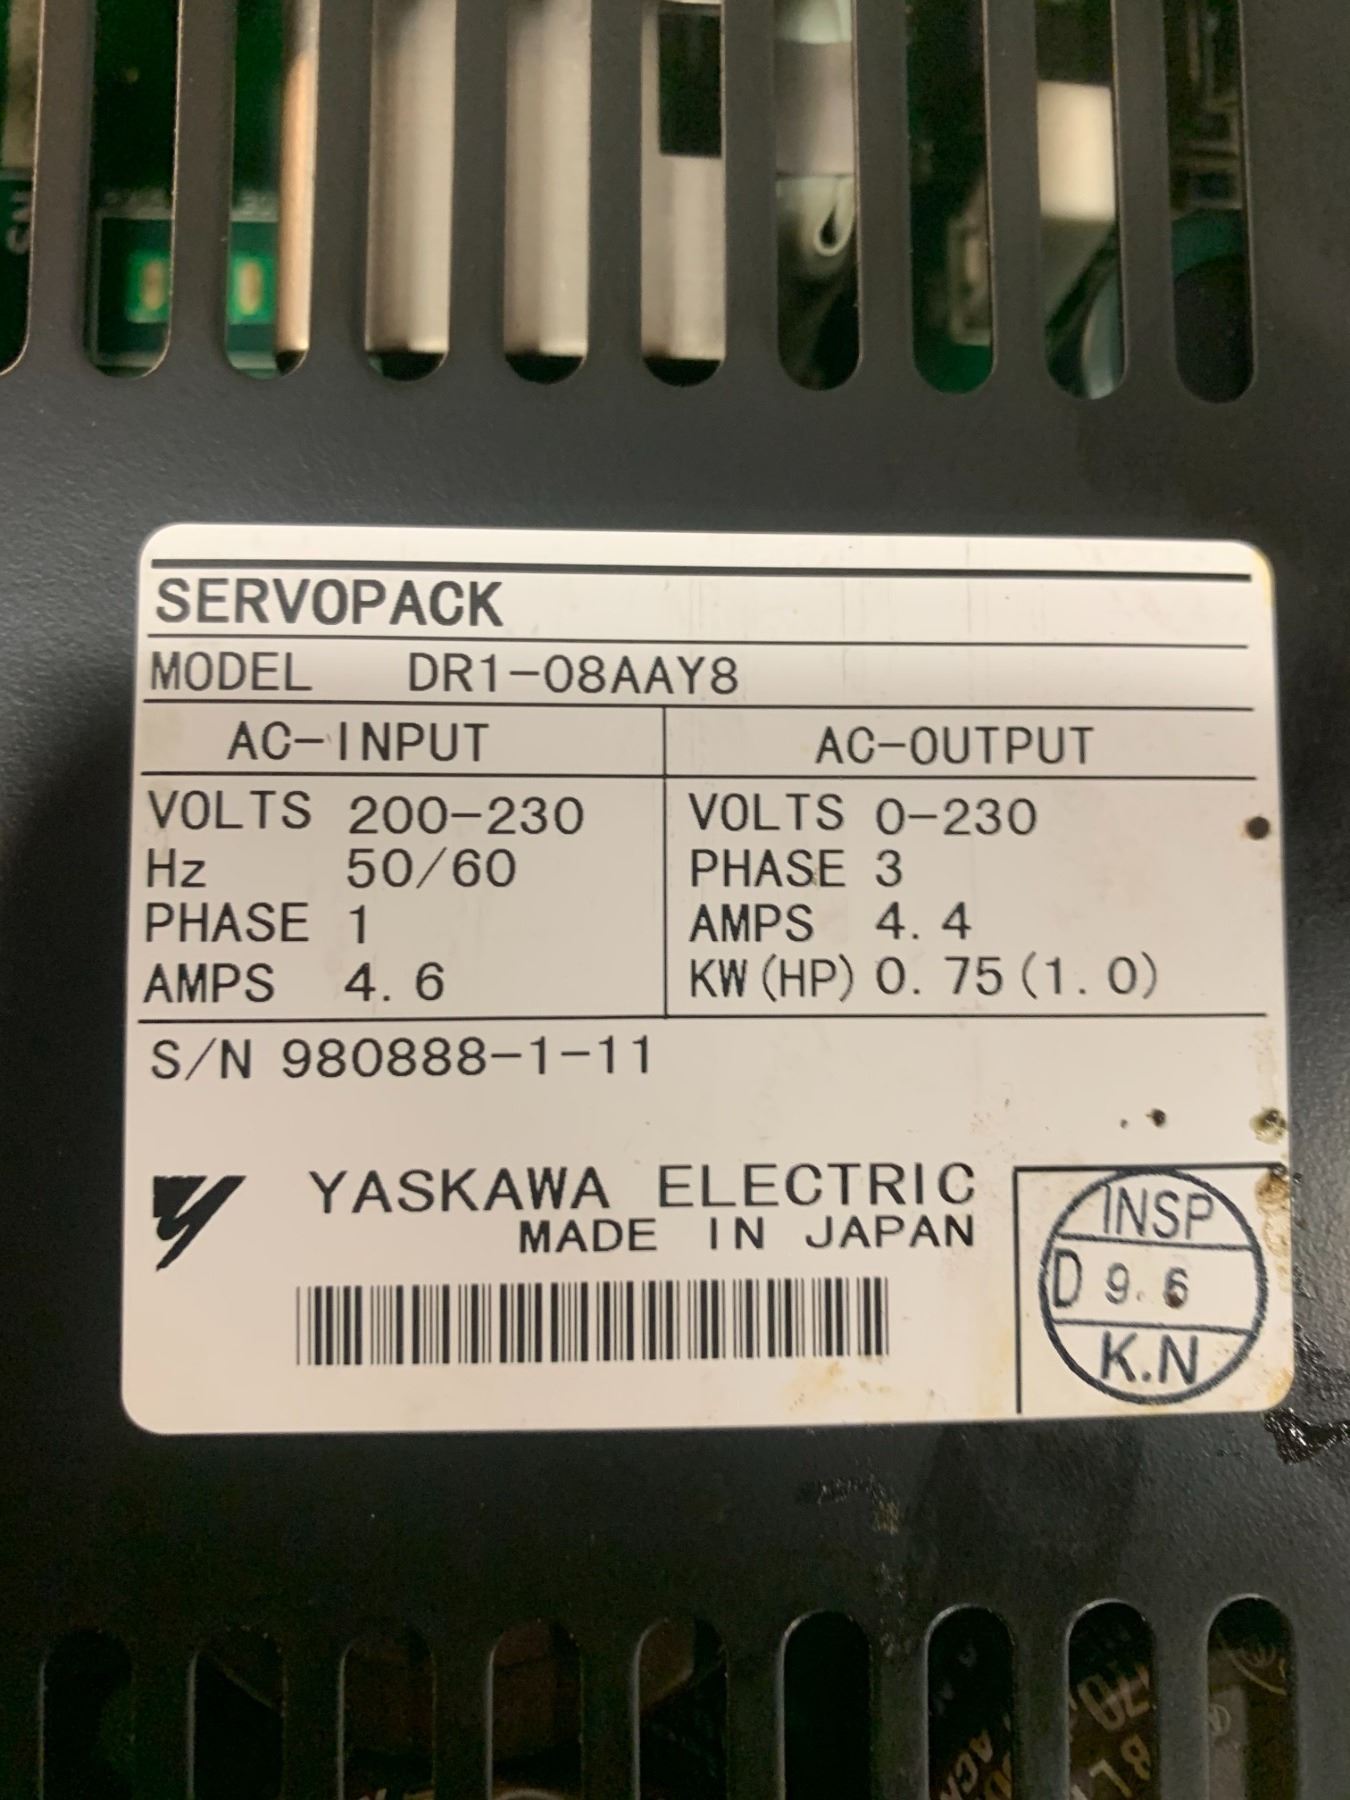 SERVOPACK
MODEL DR1-08AAY8
AC-INPUT AC-OUTPUT
VOLTS 200-230 VOLTS 0-230
Hz 50/60 PHASE 3
PHASE 1 AMPS 4.4
AMPS 4.6 KW(HP) 0.75(1.0)
S/N 980888-1-11
YASKAWA ELECTRIC
MADE IN JAPAN
INSP
D 9.6
K.N